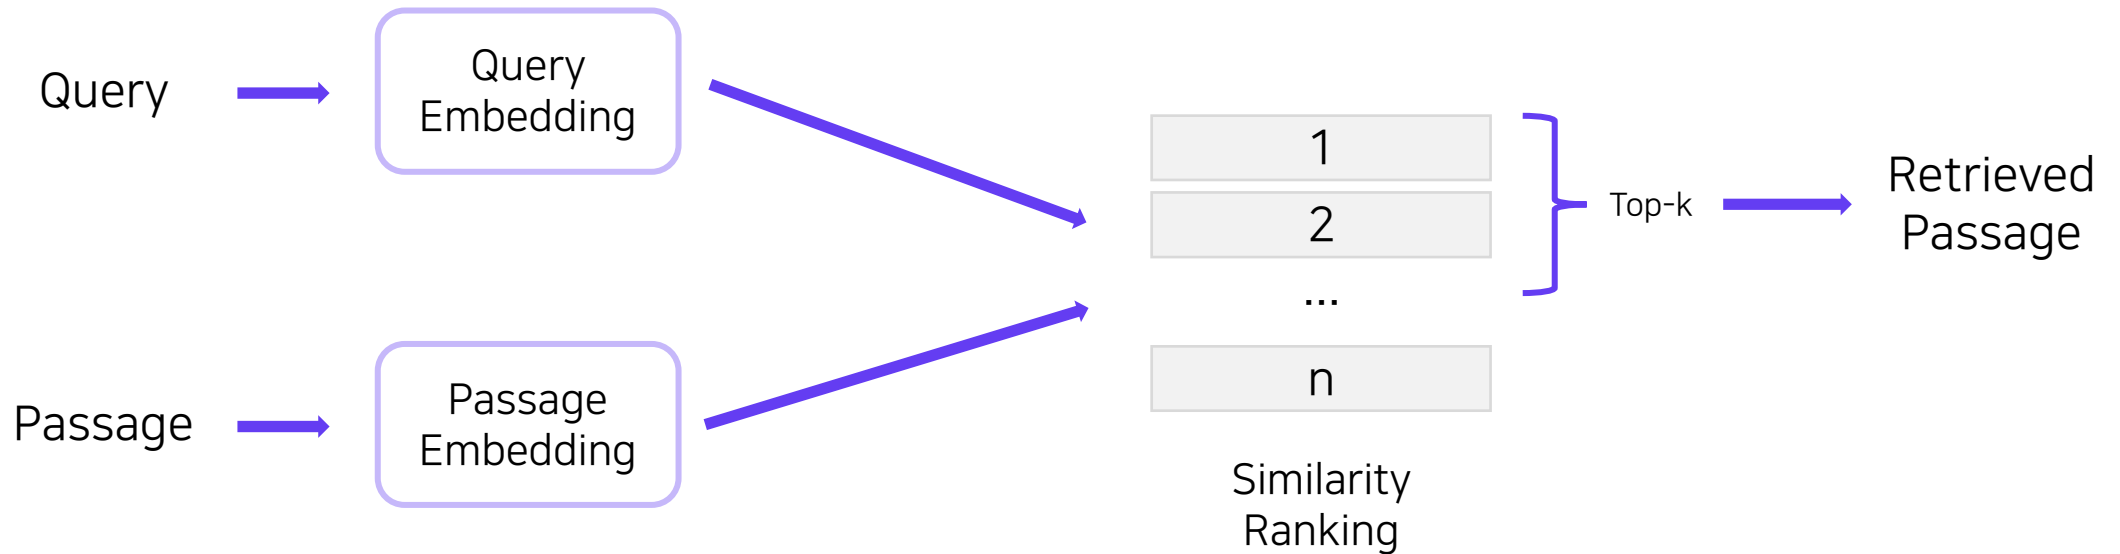 Query
Query
Embedding
Passage
Passage
Embedding
1
2
...
n
Similarity
Ranking
Top-k
Retrieved
Passage